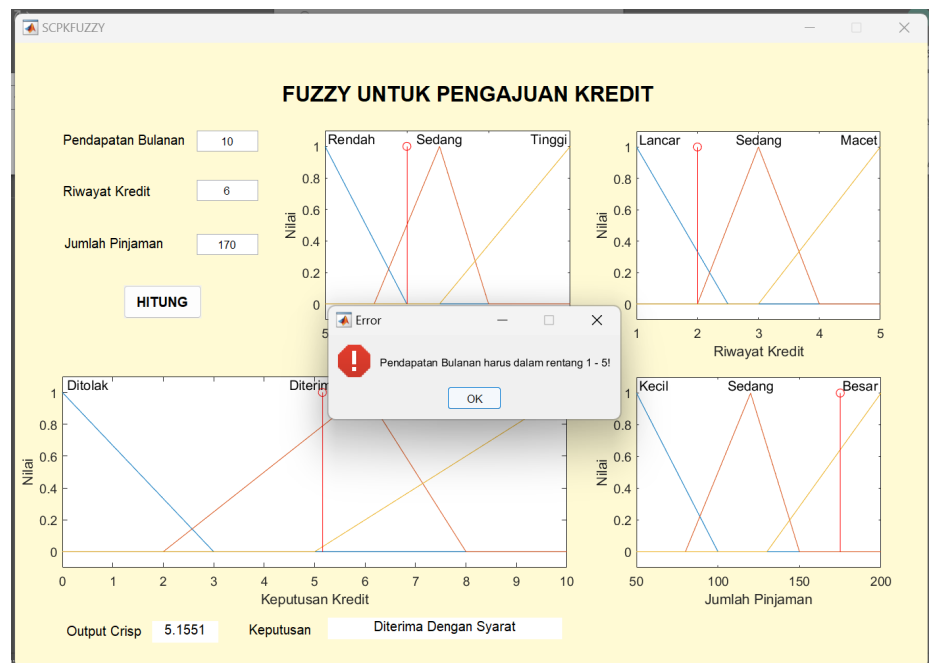 SCPKFUZZY
FUZZY UNTUK PENGAJUAN KREDIT
Pendapatan Bulanan 10
Riwayat Kredit 6
Jumlah Pinjaman 170
HITUNG
Rendah Sedang Tinggi
1
0.8
0.6
0.4
0.2
0
Nilai
5
Lancar Sedang Macet
1
0.8
0.6
0.4
0.2
0
Nilai
1 2 3 4 5
Riwayat Kredit
Error
Pendapatan Bulanan harus dalam rentang 1 - 5!
OK
Ditolak
1
0.8
0.6
0.4
0.2
0
Nilai
0 1 2 3 4 5 6 7 8 9 10
Keputusan Kredit
Kecil Sedang Besar
1
0.8
0.6
0.4
0.2
0
Nilai
50 100 150 200
Jumlah Pinjaman
Output Crisp 5.1551 Keputusan Diterima Dengan Syarat